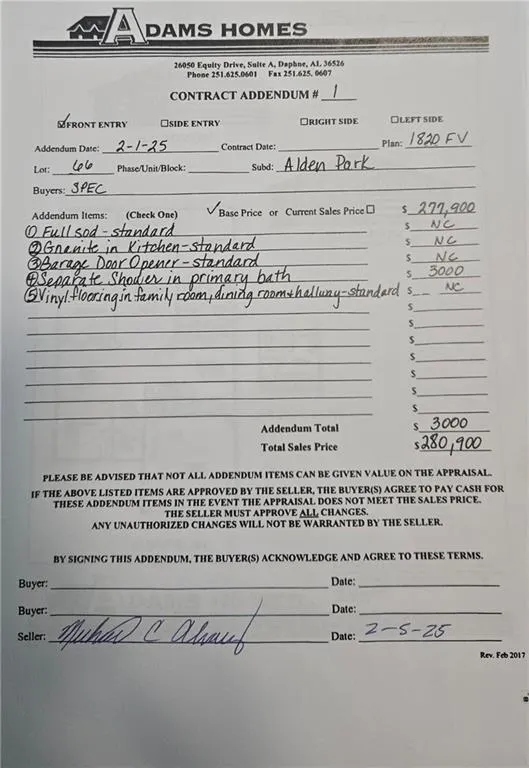 ADAMS HOMES
26050 Equity Drive, Suite A, Daphne, AL 36526
Phone 251.625.0601 Fax 251.625. 0607
CONTRACT ADDENDUM # 1
☑FRONT ENTRY ☐SIDE ENTRY ☐RIGHT SIDE ☐LEFT SIDE
Addendum Date: 2-1-25 Contract Date: Plan: 1820 FV
Lot: 66 Phase/Unit/Block: Subd: Alden Park
Buyers: SPEC
Addendum Items: (Check One) ✓ Base Price or Current Sales Price☐ $ 277,900
① Full sod - standard $ NC
② Granite in Kitchen - standard $ NC
③ Garage Door Opener - standard $ NC
④ Separate Shower in primary bath $ 3000
⑤ Vinyl flooring in family room, dining room + hallway - standard $ NC
$
$
$
$
$
$
$
Addendum Total $ 3000
Total Sales Price $280,900
PLEASE BE ADVISED THAT NOT ALL ADDENDUM ITEMS CAN BE GIVEN VALUE ON THE APPRAISAL.
IF THE ABOVE LISTED ITEMS ARE APPROVED BY THE SELLER, THE BUYER(S) AGREE TO PAY CASH FOR
THESE ADDENDUM ITEMS IN THE EVENT THE APPRAISAL DOES NOT MEET THE SALES PRICE.
THE SELLER MUST APPROVE ALL CHANGES.
ANY UNAUTHORIZED CHANGES WILL NOT BE WARRANTED BY THE SELLER.
BY SIGNING THIS ADDENDUM, THE BUYER(S) ACKNOWLEDGE AND AGREE TO THESE TERMS.
Buyer: Date:
Buyer: Date:
Seller: Date: 2-5-25
Rev. Feb 2017